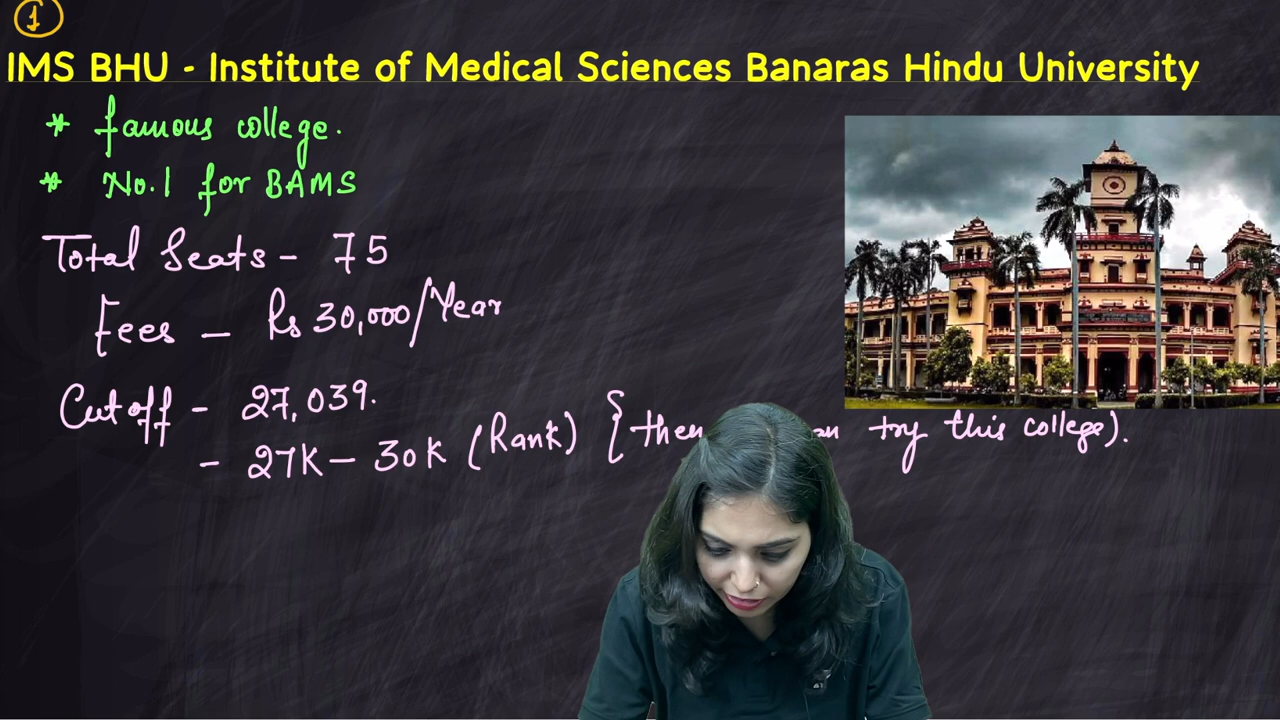 1
IMS BHU - Institute of Medical Sciences Banaras Hindu University
* famous college.
* No.1 for BAMS
Total Seats - 75
Fees - Rs 30,000/Year
Cutoff - 27,039.
- 27K - 30K (Rank) {then try this college).